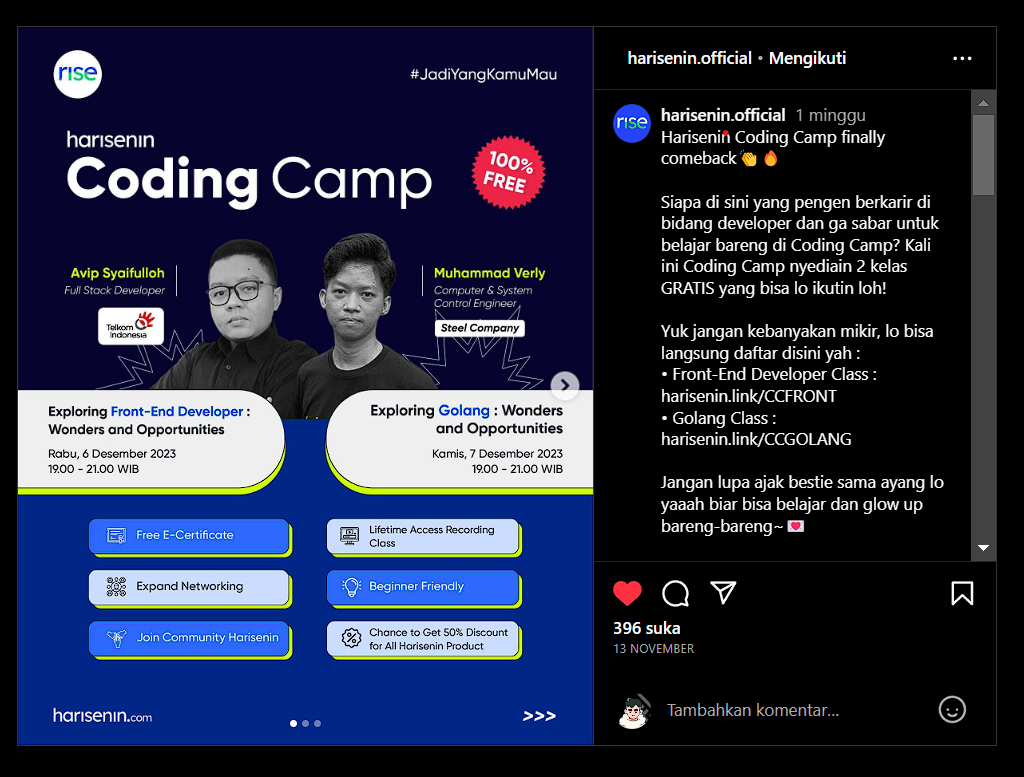 rise
#JadiYangKamuMau
harisenin
Coding Camp
100%
FREE
Avip Syaifulloh
Full Stack Developer
Telkom
Indonesia
Muhammad Verly
Computer & System
Control Engineer
Steel Company
Exploring Front-End Developer :
Wonders and Opportunities
Rabu, 6 Desember 2023
19.00 - 21.00 WIB
Exploring Golang : Wonders
and Opportunities
Kamis, 7 Desember 2023
19.00 - 21.00 WIB
Free E-Certificate
Lifetime Access Recording
Class
Expand Networking
Beginner Friendly
Join Community Harisenin
Chance to Get 50% Discount
for All Harisenin Product
harisenin.com
>>>
harisenin.official • Mengikuti
rise
harisenin.official 1 minggu
Harisenin Coding Camp finally
comeback👏🔥
Siapa di sini yang pengen berkarir di
bidang developer dan ga sabar untuk
belajar bareng di Coding Camp? Kali
ini Coding Camp nyediain 2 kelas
GRATIS yang bisa lo ikutin loh!
Yuk jangan kebanyakan mikir, lo bisa
langsung daftar disini yah :
• Front-End Developer Class :
harisenin.link/CCFRONT
• Golang Class :
harisenin.link/CCGOLANG
Jangan lupa ajak bestie sama ayang lo
yaaah biar bisa belajar dan glow up
bareng-bareng~💌
396 suka
13 NOVEMBER
Tambahkan komentar...